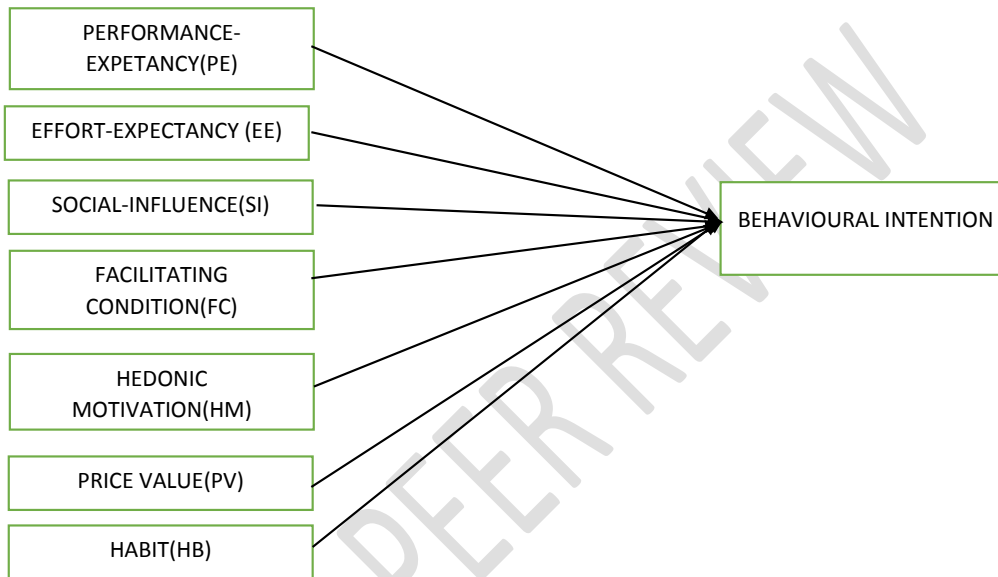 PERFORMANCE-
EXPETANCY(PE)
EFFORT-EXPECTANCY (EE)
SOCIAL-INFLUENCE(SI)
FACILITATING
CONDITION(FC)
HEDONIC
MOTIVATION(HM)
PRICE VALUE(PV)
HABIT(HB)
BEHAVIOURAL INTENTION
PEER REVIEW